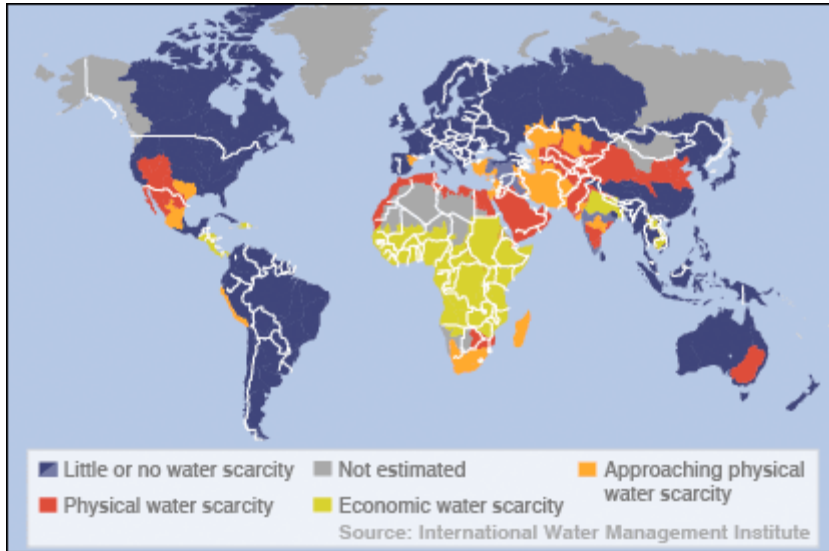 Little or no water scarcity
Not estimated
Approaching physical
water scarcity
Physical water scarcity
Economic water scarcity
Source: International Water Management Institute